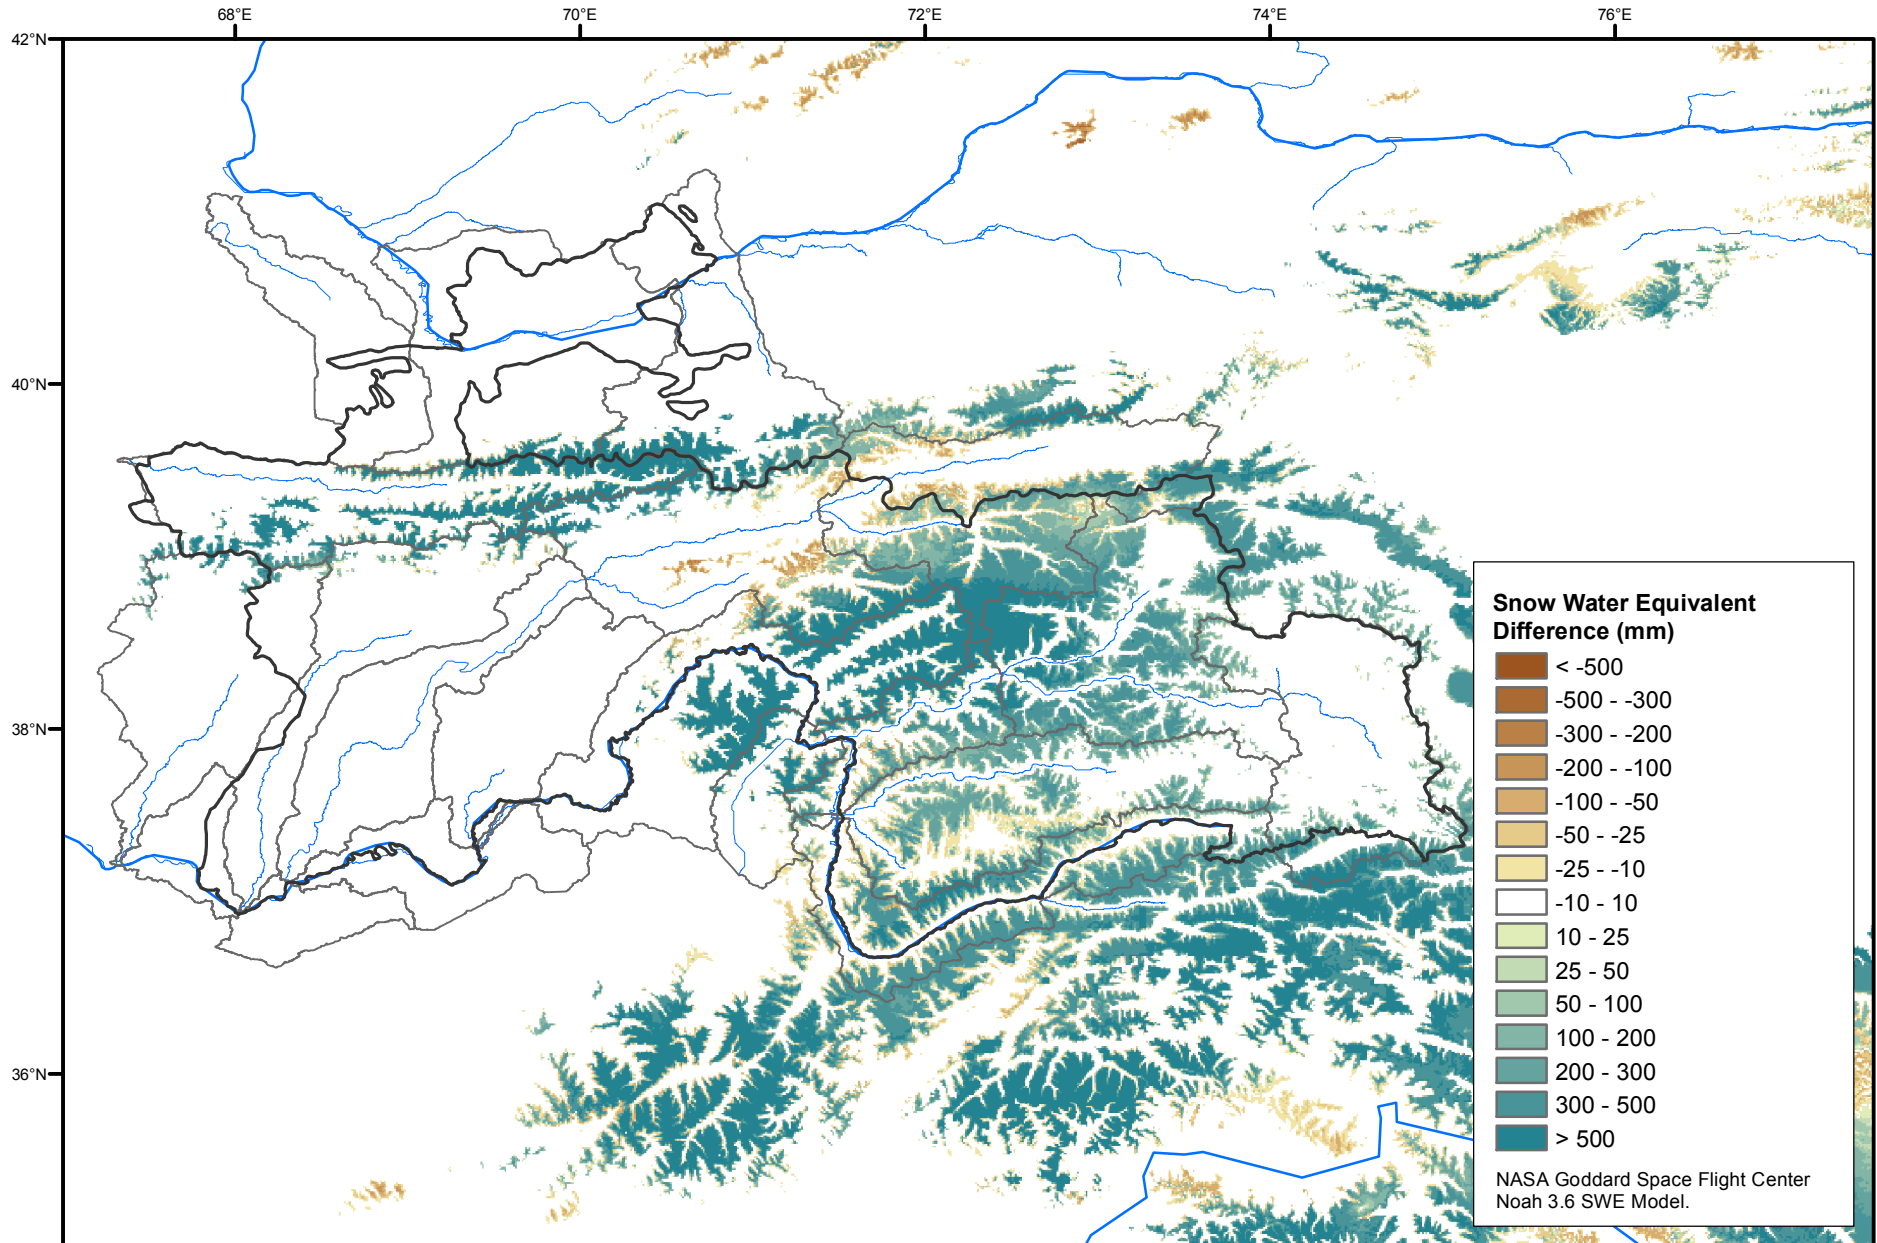 68°E
70°E
72°E
74°E
76°E
42°N
40°N
38°N
36°N
Snow Water Equivalent
Difference (mm)
< -500
-500 - -300
-300 - -200
-200 - -100
-100 - -50
-50 - -25
-25 - -10
-10 - 10
10 - 25
25 - 50
50 - 100
100 - 200
200 - 300
300 - 500
> 500
NASA Goddard Space Flight Center
Noah 3.6 SWE Model.